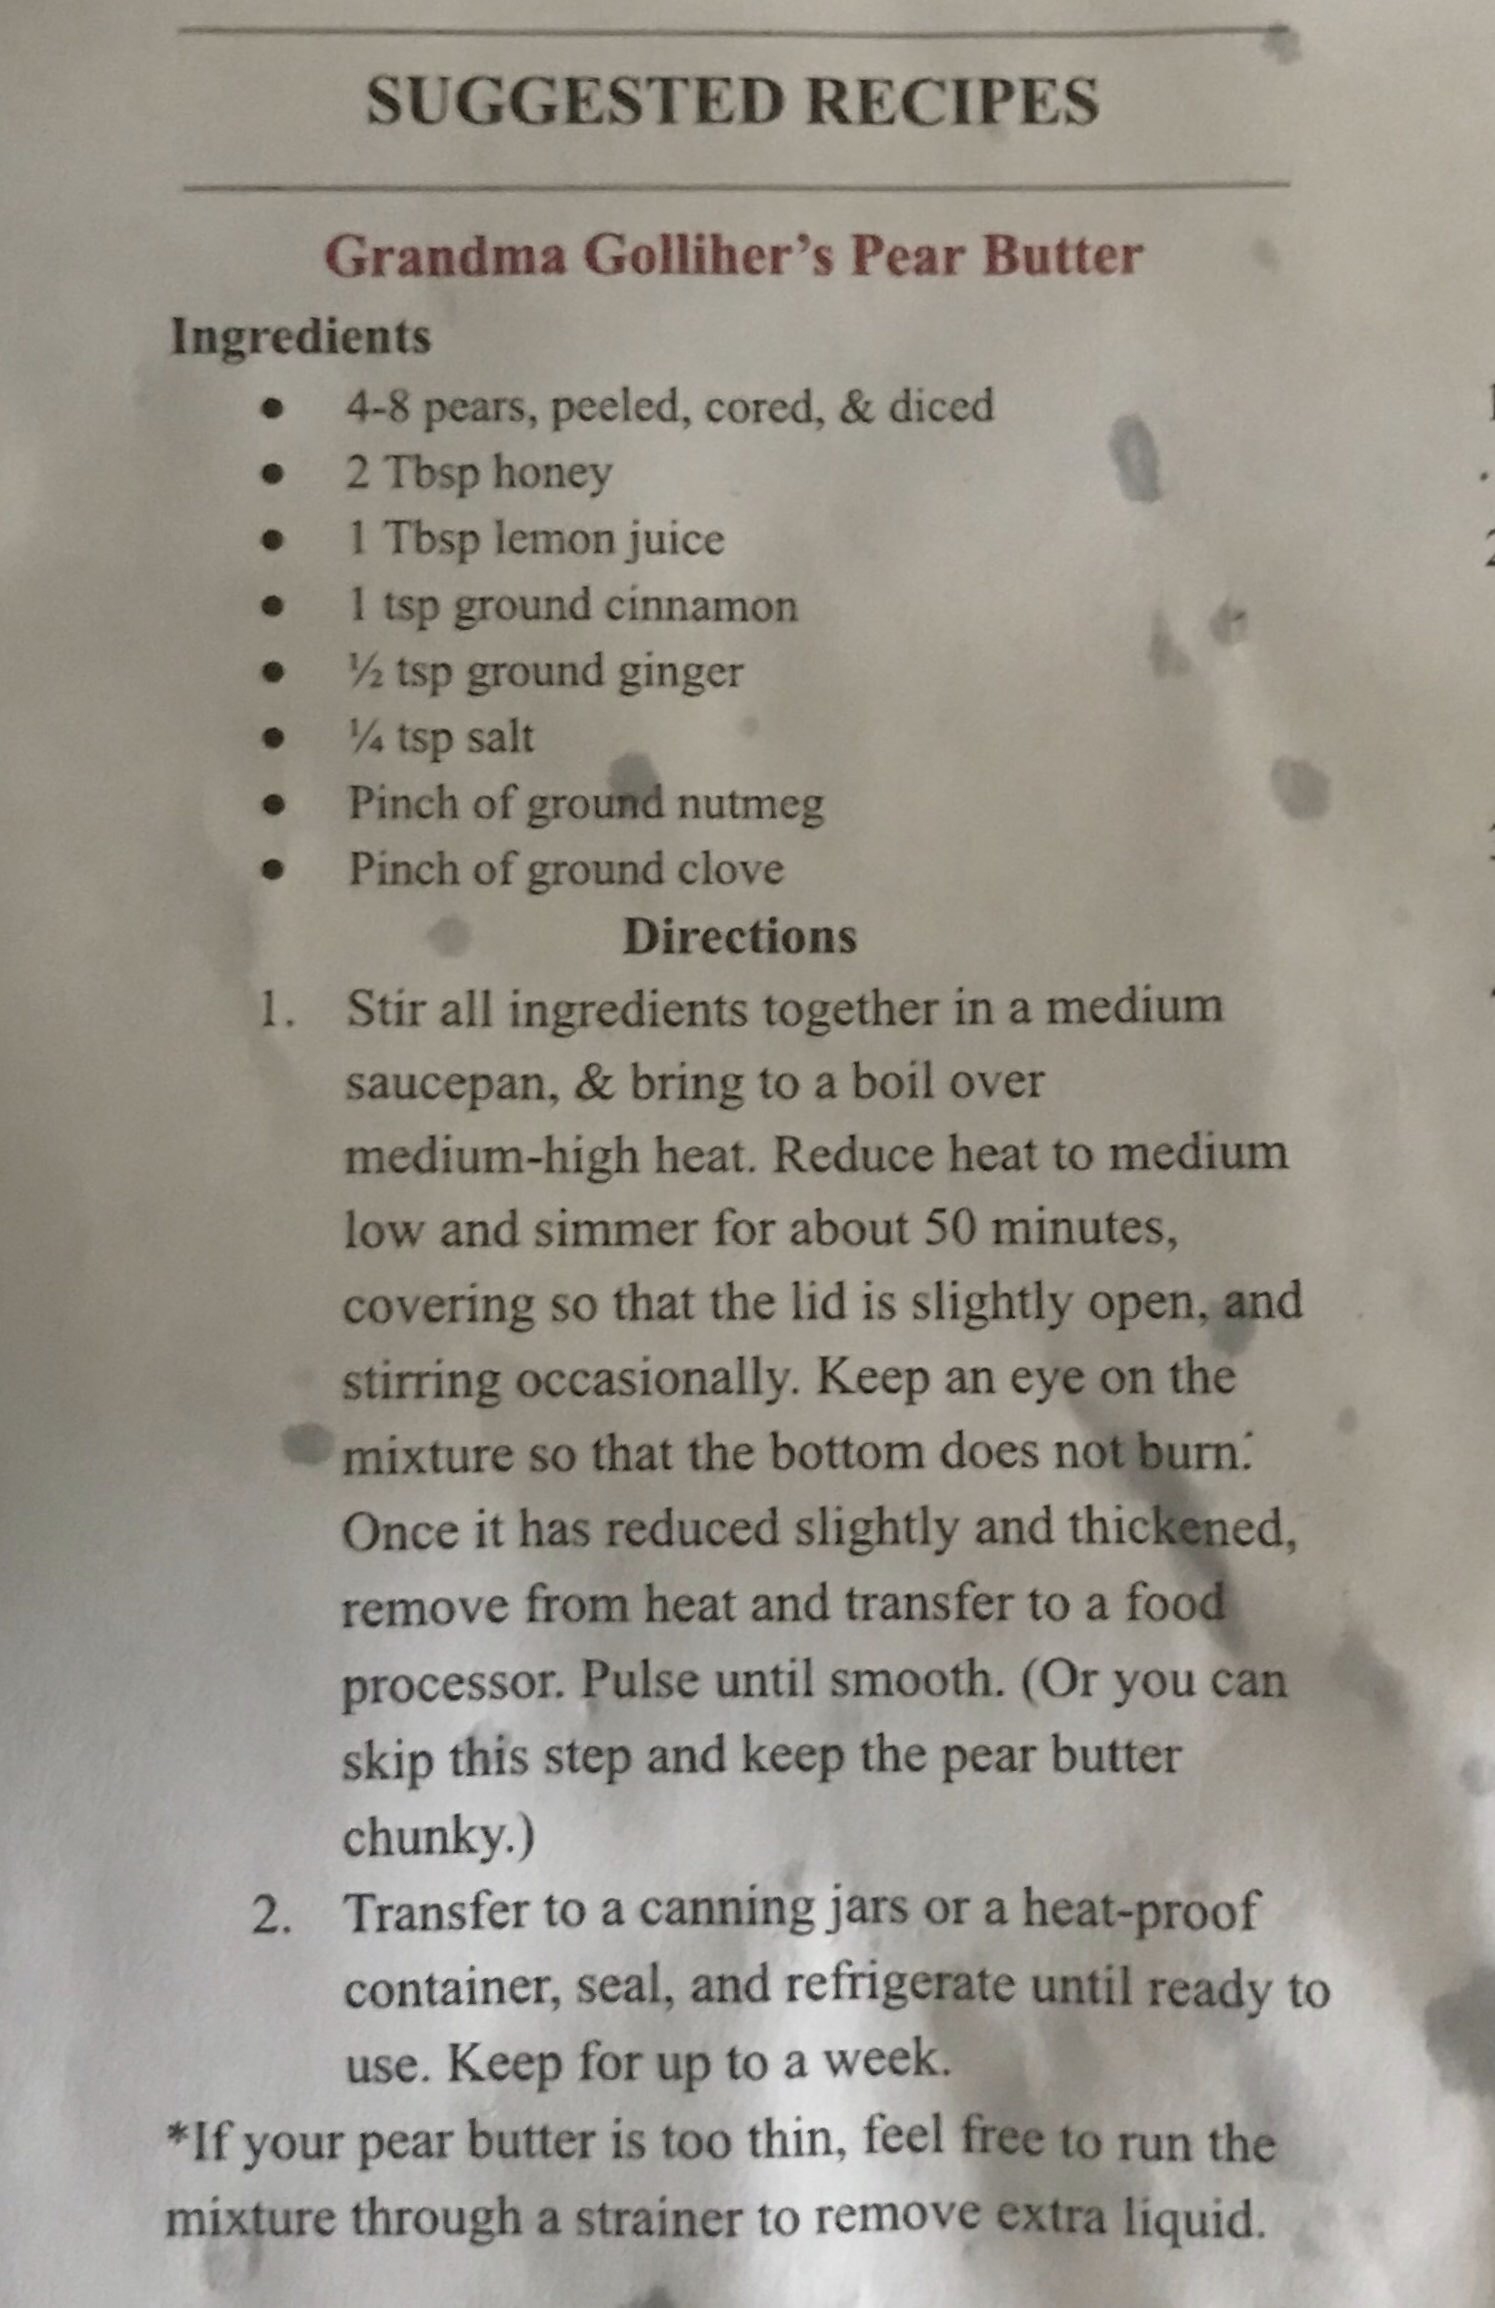 SUGGESTED RECIPES
Grandma Golliher's Pear Butter
Ingredients
● 4-8 pears, peeled, cored, & diced
● 2 Tbsp honey
● 1 Tbsp lemon juice
● 1 tsp ground cinnamon
● ½ tsp ground ginger
● ¼ tsp salt
● Pinch of ground nutmeg
● Pinch of ground clove
Directions
1. Stir all ingredients together in a medium
saucepan, & bring to a boil over
medium-high heat. Reduce heat to medium
low and simmer for about 50 minutes,
covering so that the lid is slightly open, and
stirring occasionally. Keep an eye on the
mixture so that the bottom does not burn.
Once it has reduced slightly and thickened,
remove from heat and transfer to a food
processor. Pulse until smooth. (Or you can
skip this step and keep the pear butter
chunky.)
2. Transfer to a canning jars or a heat-proof
container, seal, and refrigerate until ready to
use. Keep for up to a week.
*If your pear butter is too thin, feel free to run the
mixture through a strainer to remove extra liquid.